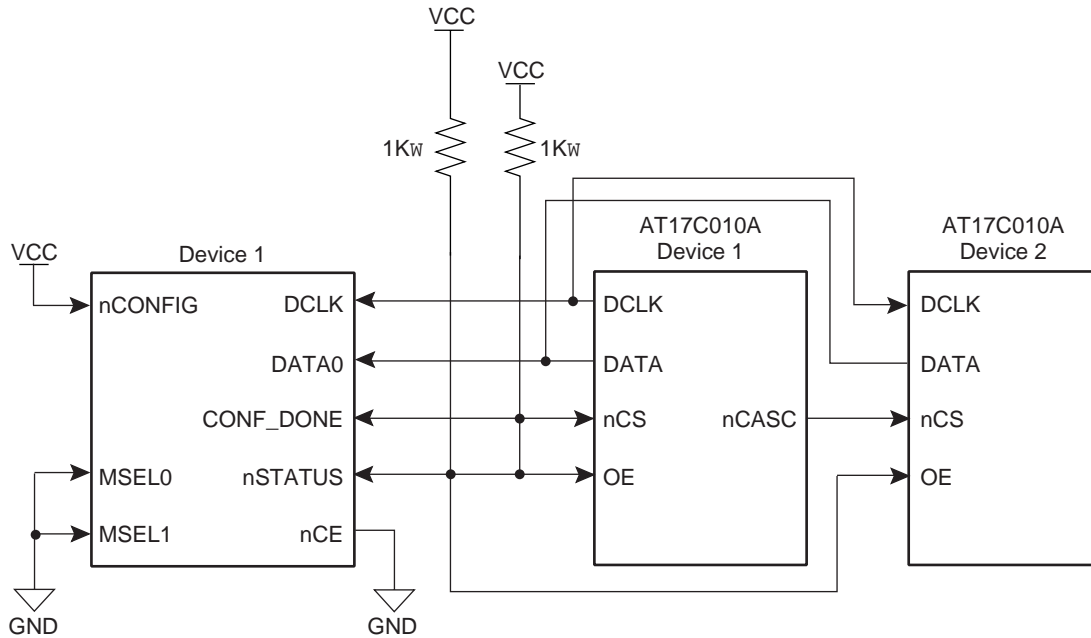 VCC
VCC
1KW
1KW
VCC
Device 1
AT17C010A
Device 1
AT17C010A
Device 2
nCONFIG
DCLK
DCLK
DCLK
DATA0
DATA
DATA
CONF_DONE
nCS
nCASC
nCS
MSEL0
nSTATUS
OE
OE
MSEL1
nCE
GND
GND